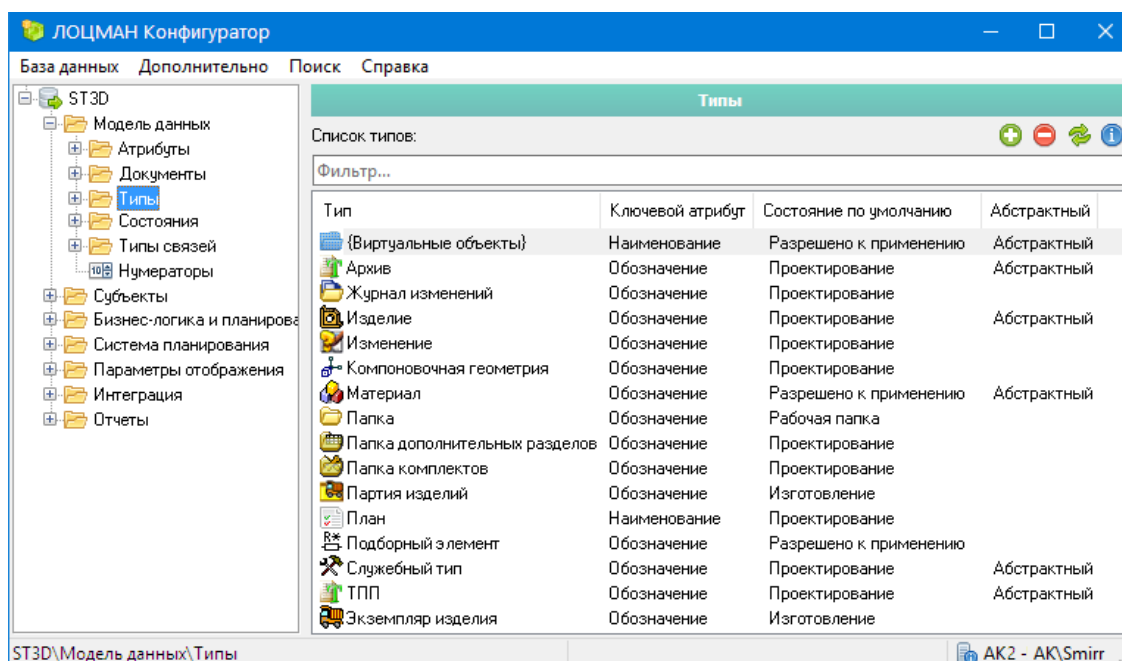 ЛОЦМАН Конфигуратор
База данных Дополнительно Поиск Справка
ST3D
Модель данных
Атрибуты
Документы
Типы
Состояния
Типы связей
Нумераторы
Субъекты
Бизнес-логика и планирова
Система планирования
Параметры отображения
Интеграция
Отчеты
Типы
Список типов:
Фильтр...
Тип Ключевой атрибут Состояние по умолчанию Абстрактный
{Виртуальные объекты} Наименование Разрешено к применению Абстрактный
Архив Обозначение Проектирование Абстрактный
Журнал изменений Обозначение Проектирование
Изделие Обозначение Проектирование Абстрактный
Изменение Обозначение Проектирование
Компоновочная геометрия Обозначение Проектирование
Материал Обозначение Разрешено к применению Абстрактный
Папка Обозначение Рабочая папка
Папка дополнительных разделов Обозначение Проектирование
Папка комплектов Обозначение Проектирование
Партия изделий Обозначение Изготовление
План Наименование Проектирование
Подборный элемент Обозначение Разрешено к применению
Служебный тип Обозначение Проектирование Абстрактный
ТПП Обозначение Проектирование Абстрактный
Экземпляр изделия Обозначение Изготовление
ST3D\Модель данных\Типы AK2 - AK\Smirr